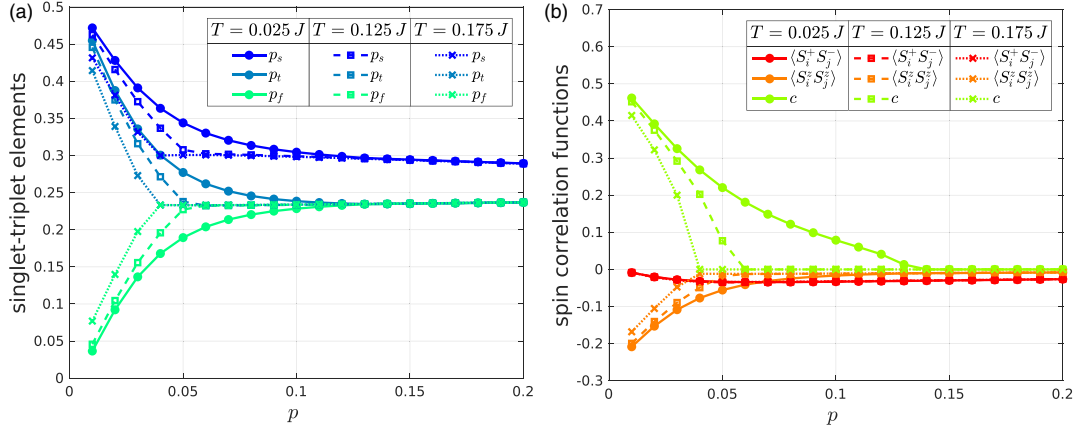 (a)
T = 0.025 J T = 0.125 J T = 0.175 J
p_s p_s p_s
p_t p_t p_t
p_f p_f p_f
singlet-triplet elements
0.5
0.45
0.4
0.35
0.3
0.25
0.2
0.15
0.1
0.05
0
0 0.05 0.1 0.15 0.2
p
(b)
T = 0.025 J T = 0.125 J T = 0.175 J
⟨S_i^+ S_j^-⟩ ⟨S_i^+ S_j^-⟩ ⟨S_i^+ S_j^-⟩
⟨S_i^z S_j^z⟩ ⟨S_i^z S_j^z⟩ ⟨S_i^z S_j^z⟩
c c c
spin correlation functions
0.7
0.6
0.5
0.4
0.3
0.2
0.1
0
-0.1
-0.2
-0.3
0 0.05 0.1 0.15 0.2
p